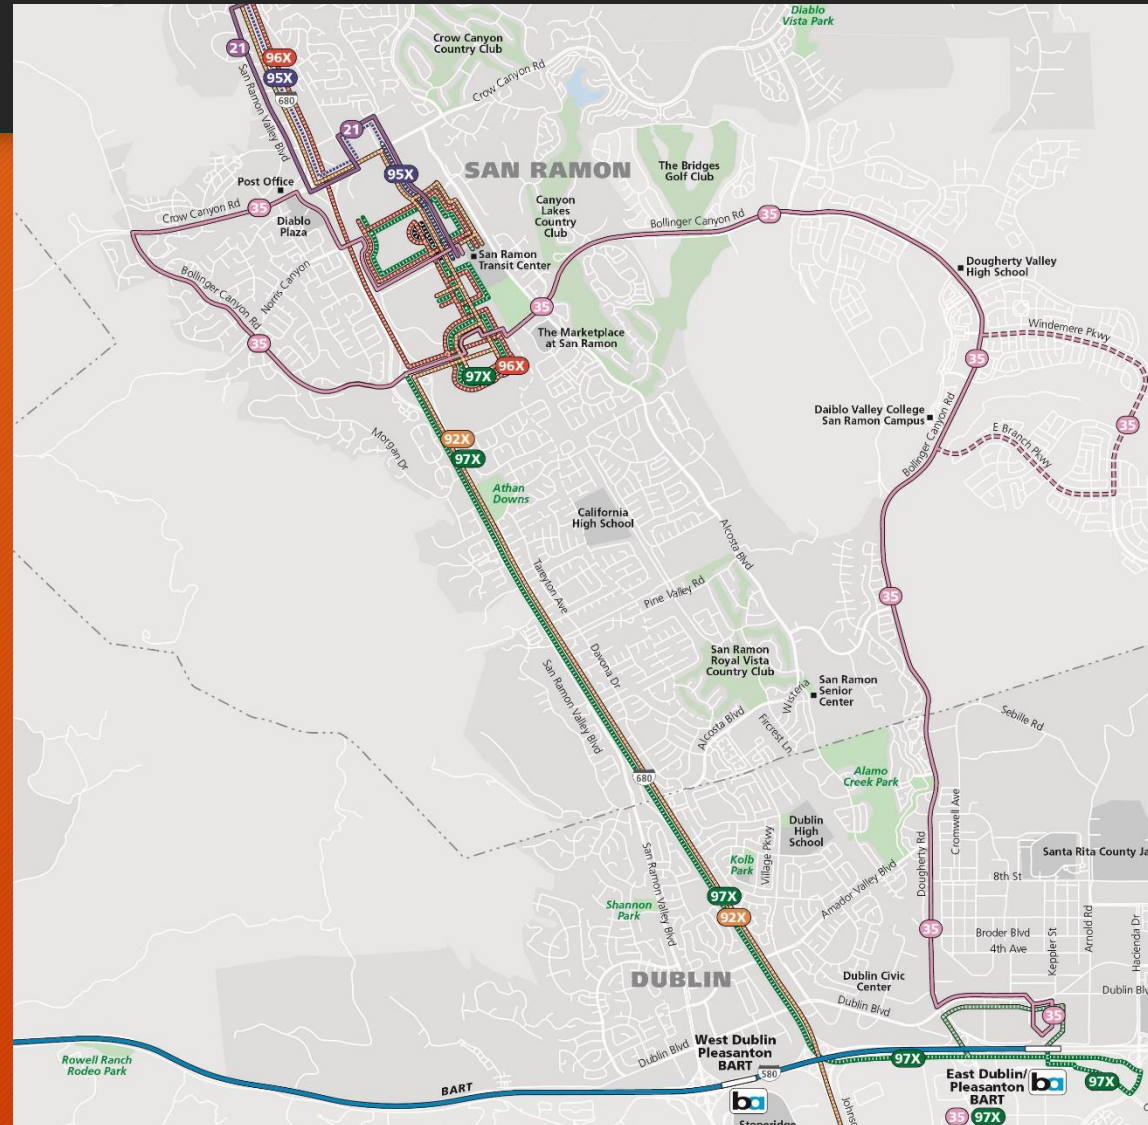 Diablo
Vista Park
Crow Canyon
Country Club
21
96X
95X
680
San Ramon Valley Blvd
Crow Canyon Rd
21
95X
SAN RAMON
The Bridges
Golf Club
Post Office
Crow Canyon Rd
35
Diablo
Plaza
Canyon
Lakes
Country
Club
Bollinger Canyon Rd
35
San Ramon
Transit Center
Dougherty Valley
High School
Bollinger Canyon Rd
Norris Canyon
35
35
The Marketplace
at San Ramon
Windemere Pkwy
35
96X
97X
Daiblo Valley College
San Ramon Campus
Bollinger Canyon Rd
E Branch Pkwy
35
Morgan Dr
92X
97X
Athan
Downs
California
High School
Alcosta Blvd
Tareyton Ave
Pine Valley Rd
35
Davona Dr
San Ramon
Royal Vista
Country Club
San Ramon Valley Blvd
Wisteria
San Ramon
Senior
Center
Alcosta Blvd
Fircrest Ln
Sebille Rd
680
Alamo
Creek Park
Dublin
High
School
Cromwell Ave
Dougherty Rd
Santa Rita County Ja
Kolb
Park
Village Pkwy
San Ramon Valley Blvd
Amador Valley Blvd
8th St
97X
92X
Shannon
Park
35
Broder Blvd
4th Ave
Keppler St
Arnold Rd
Hacienda Dr
DUBLIN
Dublin Civic
Center
Dublin Blvd
Dublin Blv
35
West Dublin
Pleasanton
BART
Dublin Blvd
580
97X
Rowell Ranch
Rodeo Park
BART
East Dublin/
Pleasanton
BART
ba
97X
ba
35
97X
Johnso
Stoneridge